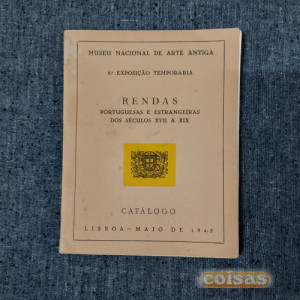 MUSEU NACIONAL DE ARTE ANTIGA
8ª EXPOSIÇÃO TEMPORÁRIA
RENDAS
PORTUGUESAS E ESTRANGEIRAS
DOS SÉCULOS XVII A XIX
CATÁLOGO
LISBOA — MAIO DE 1948
coisas